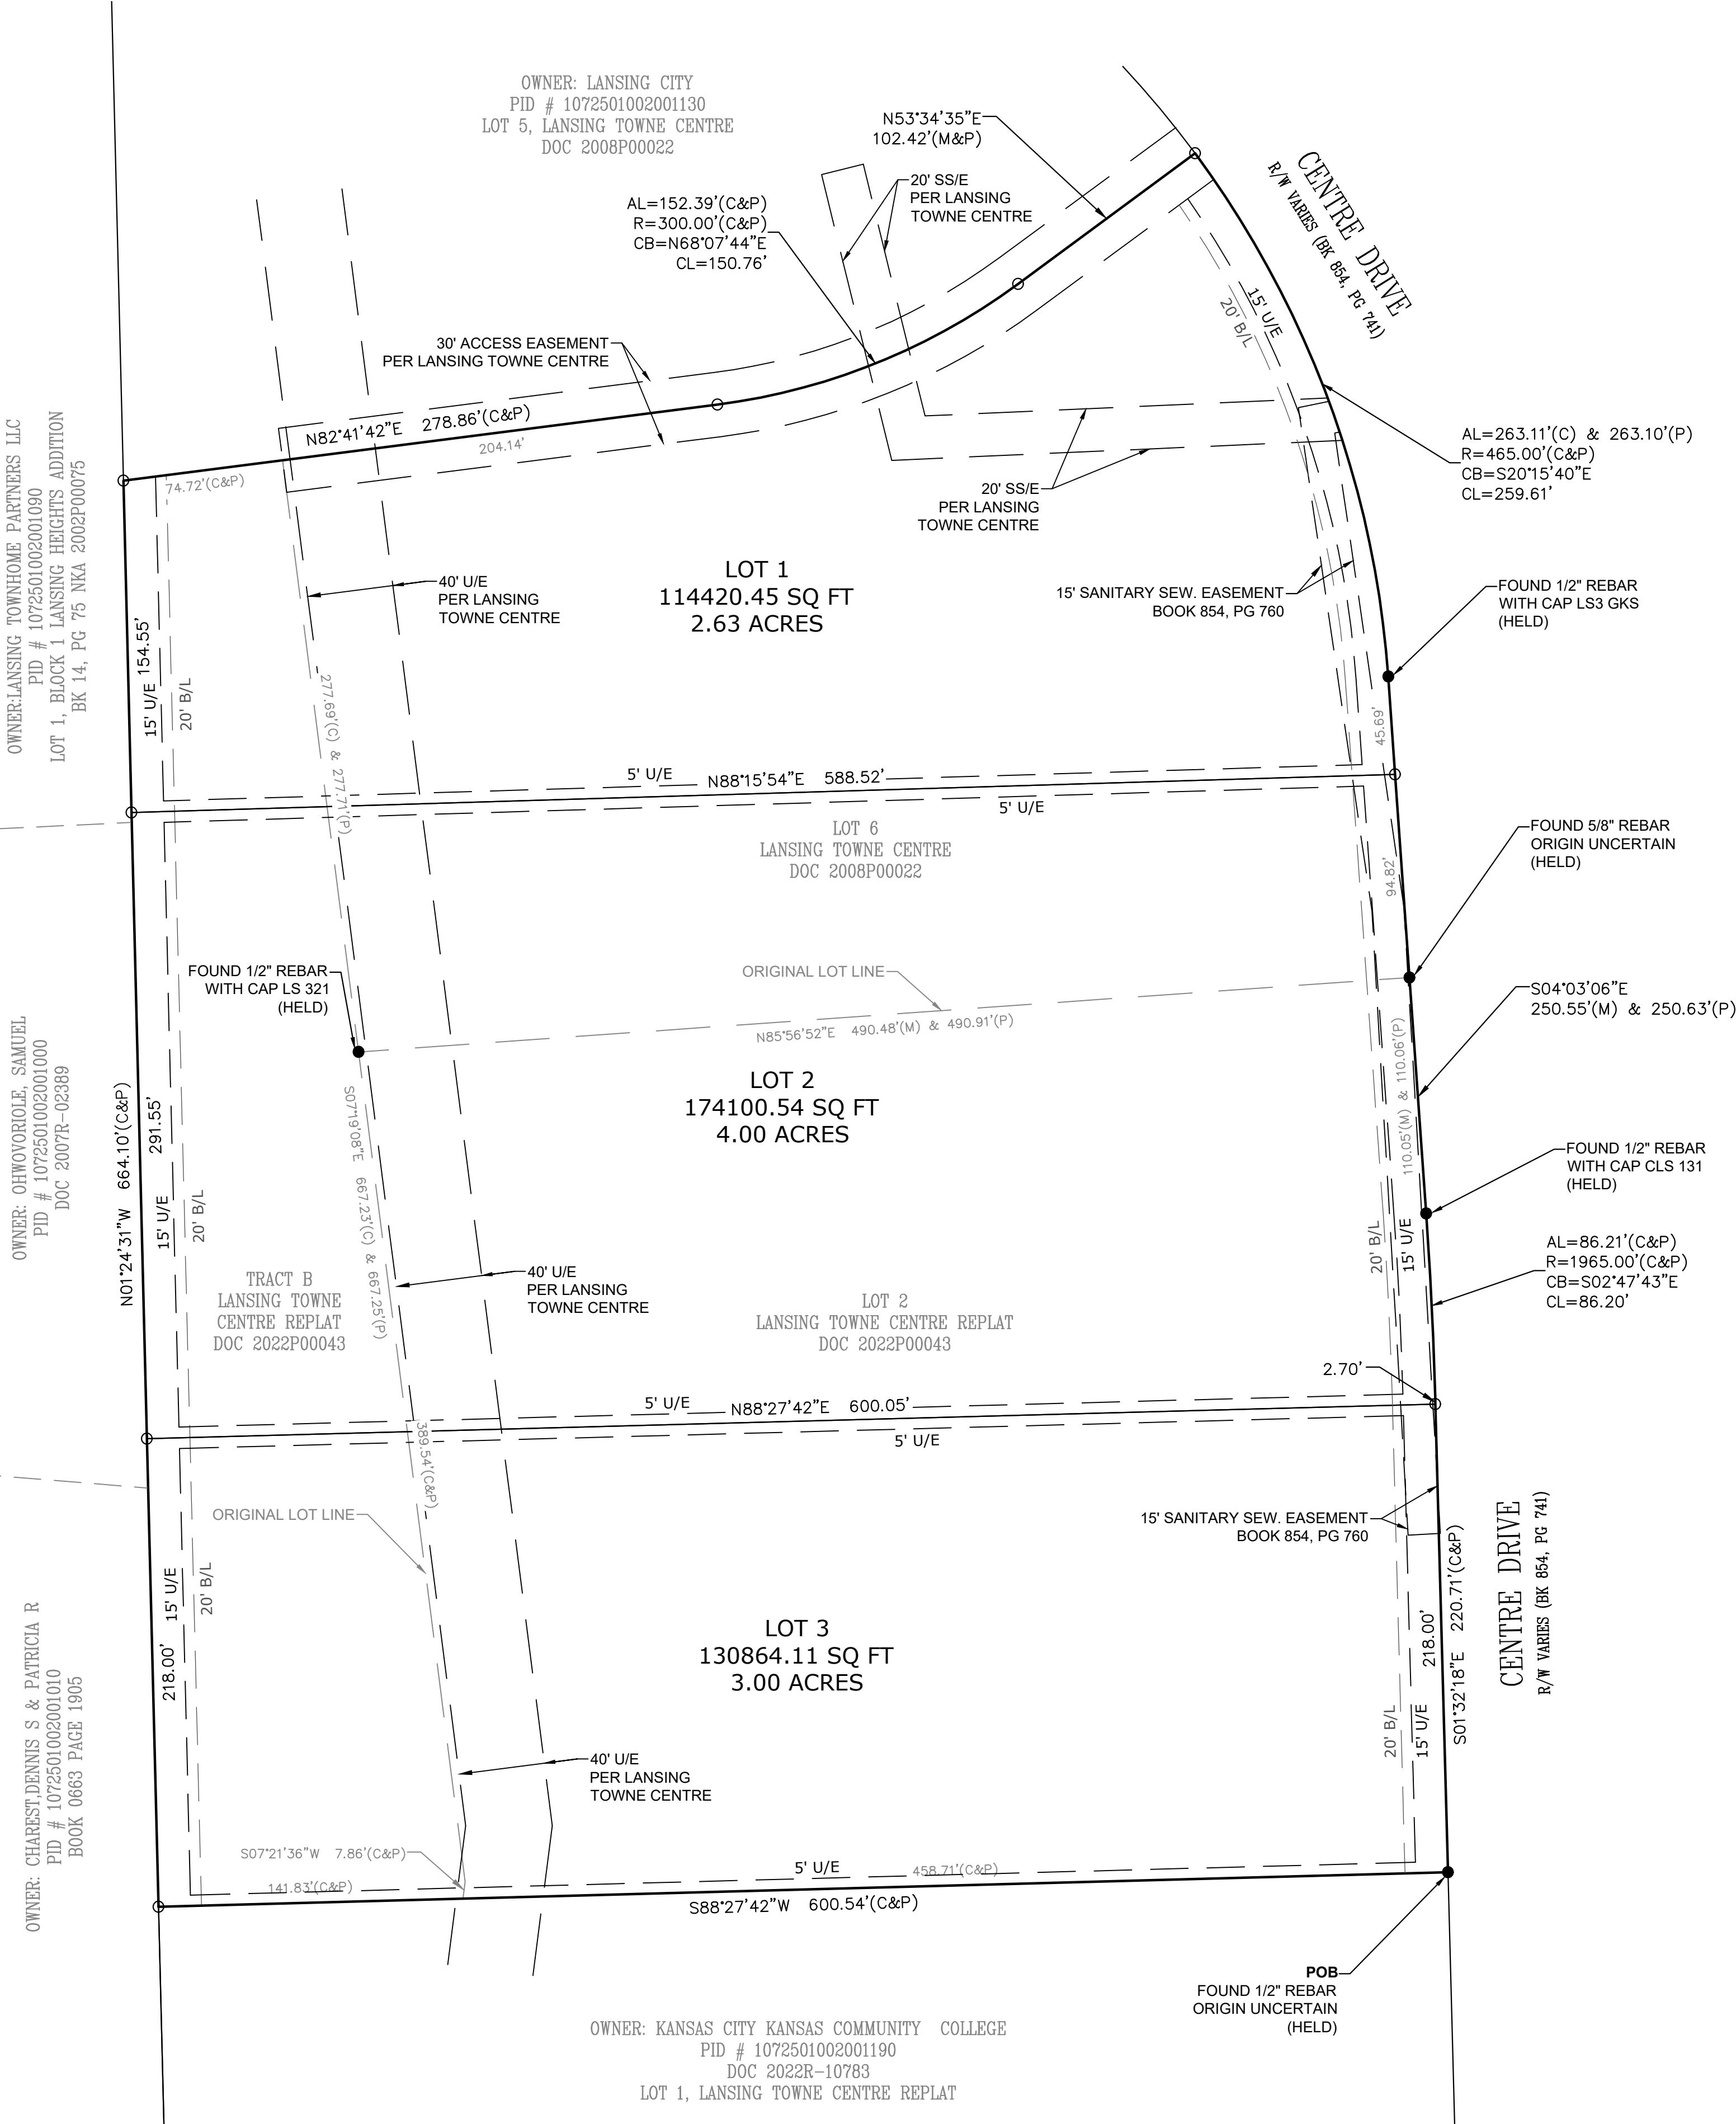 OWNER: LANSING CITY
PID # 1072501002001130
LOT 5, LANSING TOWNE CENTRE
DOC 2008P00022
N53°34'35"E
102.42'(M&P)
CENTRE DRIVE
R/W VARIES (BK 854, PG 741)
20' SS/E
PER LANSING
TOWNE CENTRE
AL=152.39'(C&P)
R=300.00'(C&P)
CB=N68°07'44"E
CL=150.76'
15' U/E
20' B/L
30' ACCESS EASEMENT
PER LANSING TOWNE CENTRE
N82°41'42"E 278.86'(C&P)
204.14'
74.72'(C&P)
AL=263.11'(C) & 263.10'(P)
R=465.00'(C&P)
CB=S20°15'40"E
CL=259.61'
20' SS/E
PER LANSING
TOWNE CENTRE
OWNER:LANSING TOWNHOME PARTNERS LLC
PID # 1072501002001090
LOT 1, BLOCK 1 LANSING HEIGHTS ADDITION
BK 14, PG 75 NKA 2002P00075
LOT 1
114420.45 SQ FT
2.63 ACRES
40' U/E
PER LANSING
TOWNE CENTRE
15' SANITARY SEW. EASEMENT
BOOK 854, PG 760
FOUND 1/2" REBAR
WITH CAP LS3 GKS
(HELD)
15' U/E 154.55'
20' B/L
277.69'(C) & 277.71'(P)
45.69'
5' U/E N88°15'54"E 588.52'
5' U/E
LOT 6
LANSING TOWNE CENTRE
DOC 2008P00022
94.82'
FOUND 5/8" REBAR
ORIGIN UNCERTAIN
(HELD)
FOUND 1/2" REBAR
WITH CAP LS 321
(HELD)
ORIGINAL LOT LINE
N85°56'52"E 490.48'(M) & 490.91'(P)
S04°03'06"E
250.55'(M) & 250.63'(P)
OWNER: OHWOVORIOLE, SAMUEL
PID # 1072501002001000
DOC 2007R-02389
N01°24'31"W 664.10'(C&P)
291.55'
15' U/E
20' B/L
S07°19'08"E 667.23'(C) & 667.25'(P)
LOT 2
174100.54 SQ FT
4.00 ACRES
110.05'(M) & 110.06'(P)
FOUND 1/2" REBAR
WITH CAP CLS 131
(HELD)
20' B/L
15' U/E
AL=86.21'(C&P)
R=1965.00'(C&P)
CB=S02°47'43"E
CL=86.20'
TRACT B
LANSING TOWNE
CENTRE REPLAT
DOC 2022P00043
40' U/E
PER LANSING
TOWNE CENTRE
LOT 2
LANSING TOWNE CENTRE REPLAT
DOC 2022P00043
2.70'
5' U/E N88°27'42"E 600.05'
5' U/E
389.54'(C&P)
ORIGINAL LOT LINE
15' SANITARY SEW. EASEMENT
BOOK 854, PG 760
S01°32'18"E 220.71'(C&P)
CENTRE DRIVE
R/W VARIES (BK 854, PG 741)
15' U/E
20' B/L
218.00'
OWNER: CHAREST,DENNIS S & PATRICIA R
PID # 1072501002001010
BOOK 0663 PAGE 1905
LOT 3
130864.11 SQ FT
3.00 ACRES
218.00'
20' B/L
15' U/E
40' U/E
PER LANSING
TOWNE CENTRE
S07°21'36"W 7.86'(C&P)
141.83'(C&P)
5' U/E
458.71'(C&P)
S88°27'42"W 600.54'(C&P)
POB
FOUND 1/2" REBAR
ORIGIN UNCERTAIN
(HELD)
OWNER: KANSAS CITY KANSAS COMMUNITY COLLEGE
PID # 1072501002001190
DOC 2022R-10783
LOT 1, LANSING TOWNE CENTRE REPLAT